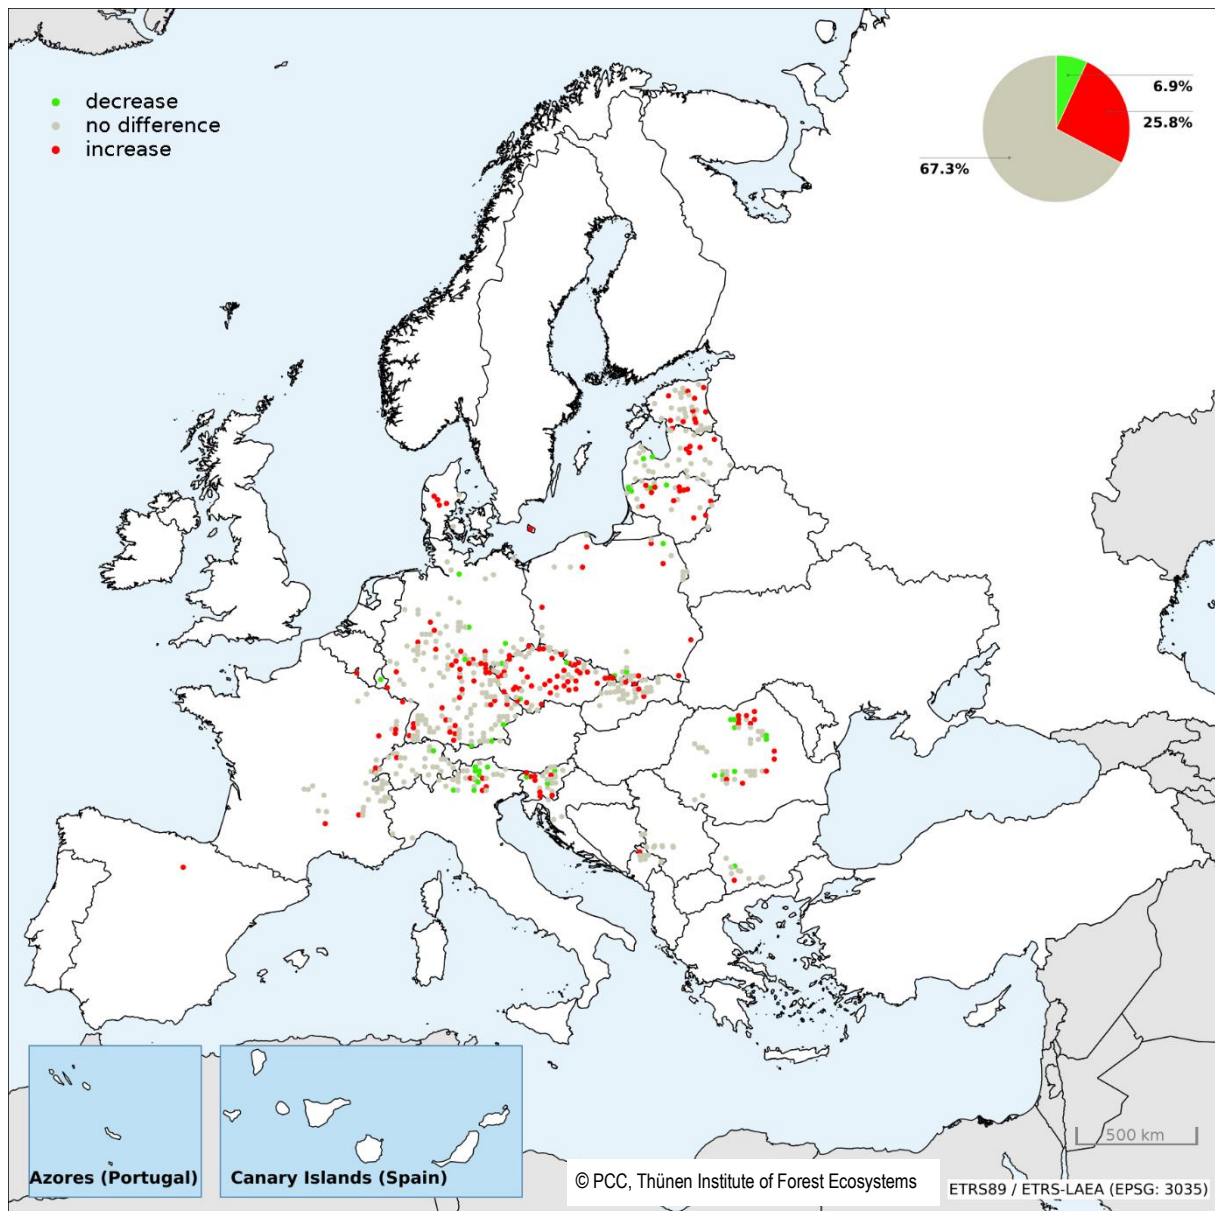 decrease
no difference
increase
6.9%
25.8%
67.3%
500 km
Azores (Portugal)
Canary Islands (Spain)
© PCC, Thünen Institute of Forest Ecosystems
ETRS89 / ETRS-LAEA (EPSG: 3035)